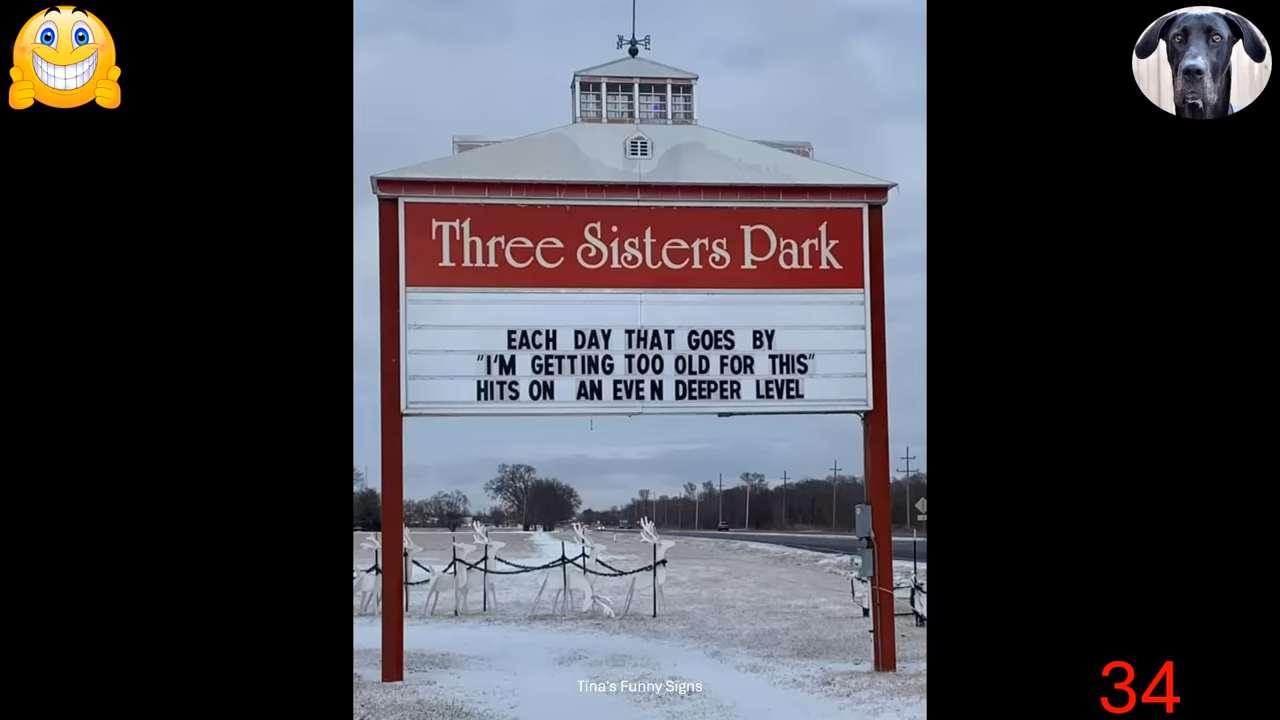 Three Sisters Park
EACH DAY THAT GOES BY
"I'M GETTING TOO OLD FOR THIS"
HITS ON AN EVEN DEEPER LEVEL
Tina's Funny Signs
34